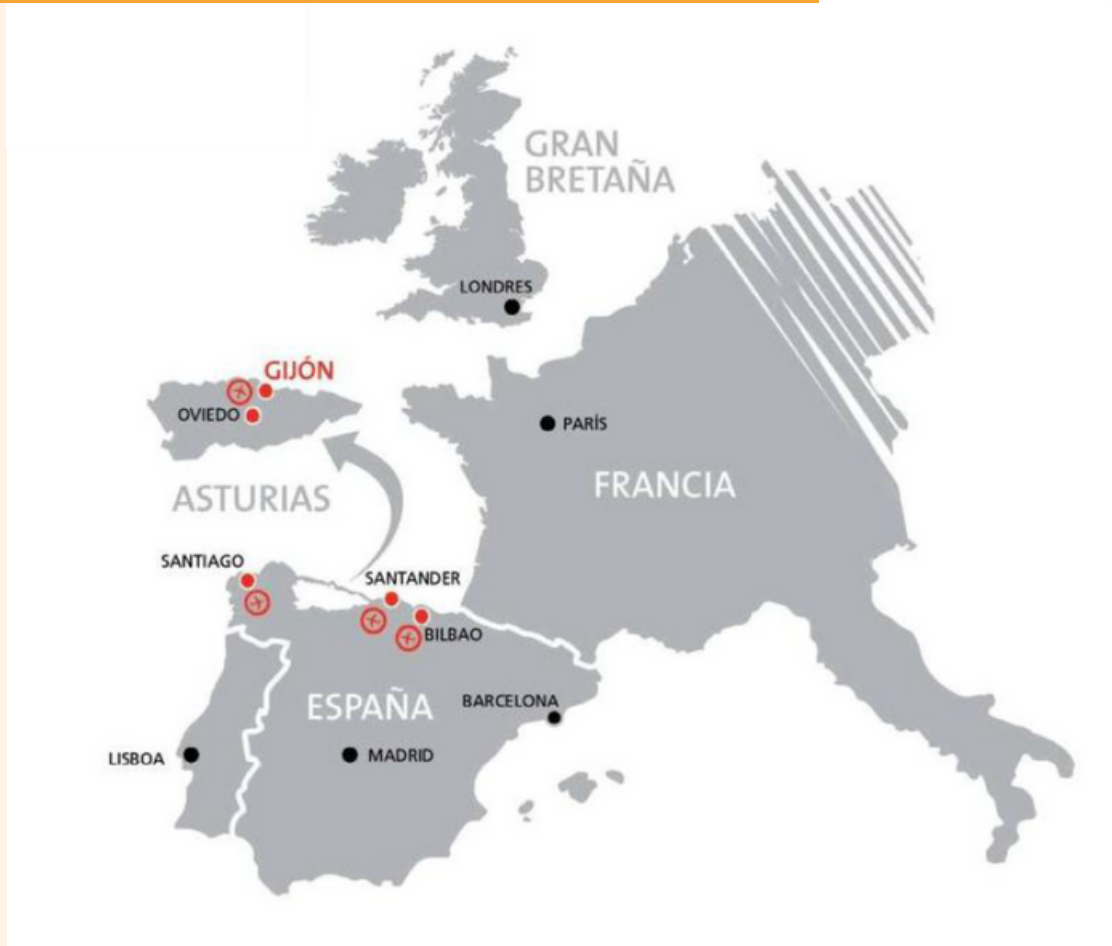 GRAN
BRETAÑA
LONDRES
GIJÓN
OVIEDO
PARÍS
FRANCIA
ASTURIAS
SANTIAGO
SANTANDER
BILBAO
ESPAÑA
BARCELONA
LISBOA
MADRID